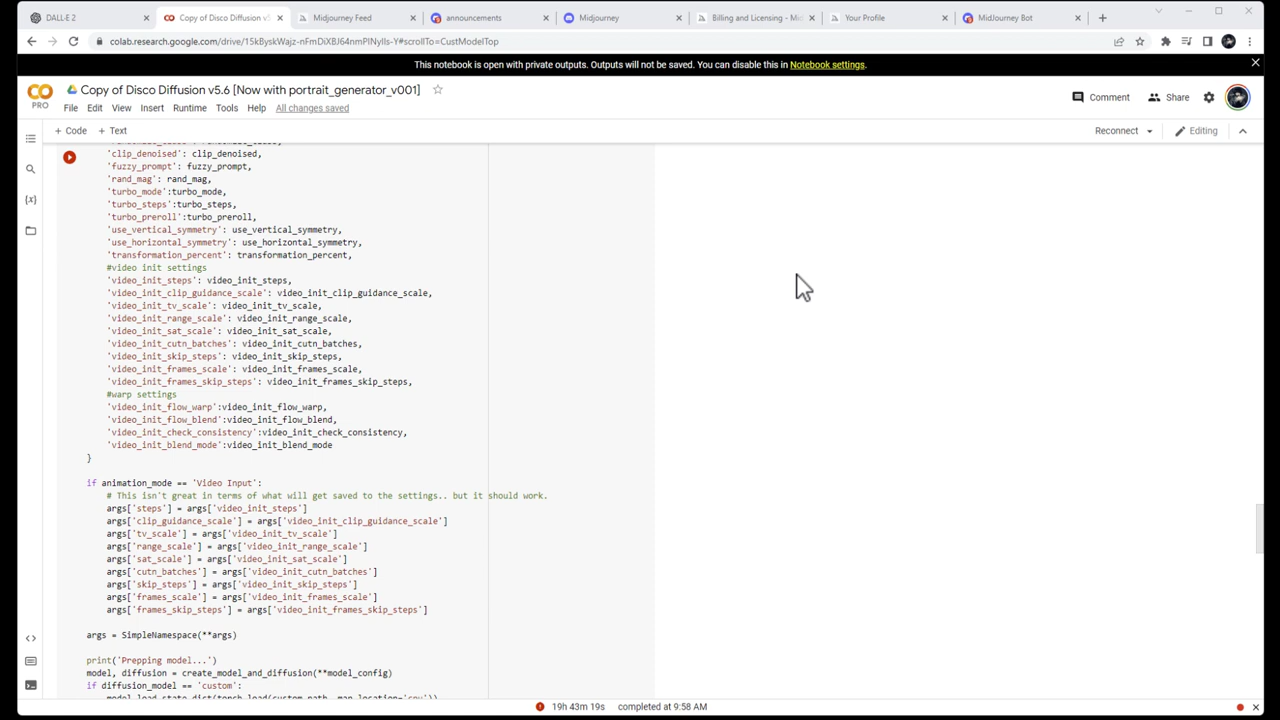 DALL-E 2
Copy of Disco Diffusion v5.
Midjourney Feed
announcements
Midjourney
Billing and Licensing - Mid
Your Profile
MidJourney Bot
colab.research.google.com/drive/15kByskWajz-nFmDiXBJ64nmPlNylls-Y#scrollTo=CustModelTop
This notebook is open with private outputs. Outputs will not be saved. You can disable this in Notebook settings.
CO PRO
Copy of Disco Diffusion v5.6 [Now with portrait_generator_v001]
File Edit View Insert Runtime Tools Help All changes saved
Comment Share
+ Code + Text
Reconnect Editing
'clip_denoised': clip_denoised,
'fuzzy_prompt': fuzzy_prompt,
'rand_mag': rand_mag,
'turbo_mode':turbo_mode,
'turbo_steps':turbo_steps,
'turbo_preroll':turbo_preroll,
'use_vertical_symmetry': use_vertical_symmetry,
'use_horizontal_symmetry': use_horizontal_symmetry,
'transformation_percent': transformation_percent,
#video init settings
'video_init_steps': video_init_steps,
'video_init_clip_guidance_scale': video_init_clip_guidance_scale,
'video_init_tv_scale': video_init_tv_scale,
'video_init_range_scale': video_init_range_scale,
'video_init_sat_scale': video_init_sat_scale,
'video_init_cutn_batches': video_init_cutn_batches,
'video_init_skip_steps': video_init_skip_steps,
'video_init_frames_scale': video_init_frames_scale,
'video_init_frames_skip_steps': video_init_frames_skip_steps,
#warp settings
'video_init_flow_warp':video_init_flow_warp,
'video_init_flow_blend':video_init_flow_blend,
'video_init_check_consistency':video_init_check_consistency,
'video_init_blend_mode':video_init_blend_mode
}
if animation_mode == 'Video Input':
# This isn't great in terms of what will get saved to the settings.. but it should work.
args['steps'] = args['video_init_steps']
args['clip_guidance_scale'] = args['video_init_clip_guidance_scale']
args['tv_scale'] = args['video_init_tv_scale']
args['range_scale'] = args['video_init_range_scale']
args['sat_scale'] = args['video_init_sat_scale']
args['cutn_batches'] = args['video_init_cutn_batches']
args['skip_steps'] = args['video_init_skip_steps']
args['frames_scale'] = args['video_init_frames_scale']
args['frames_skip_steps'] = args['video_init_frames_skip_steps']
args = SimpleNamespace(**args)
print('Prepping model...')
model, diffusion = create_model_and_diffusion(**model_config)
if diffusion_model == 'custom':
19h 43m 19s completed at 9:58 AM